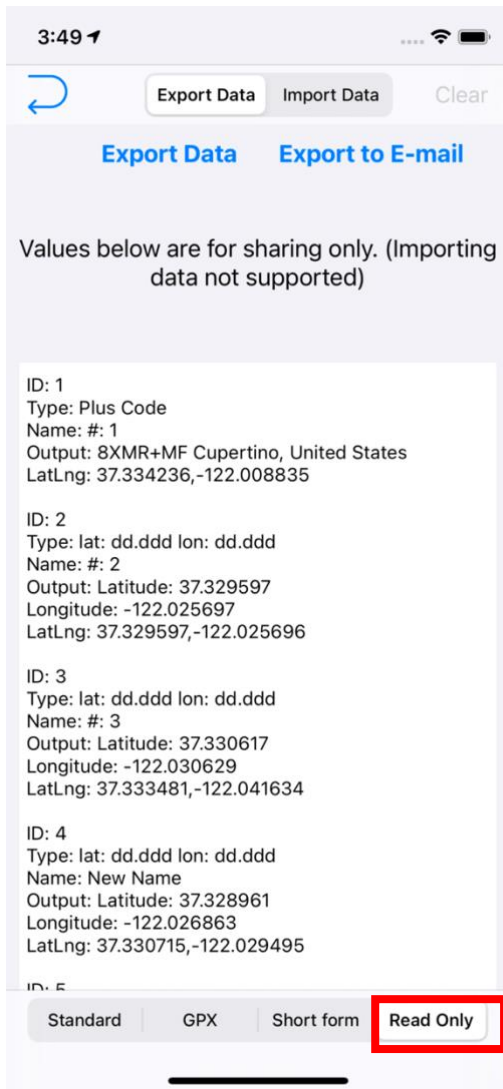 3:49
Export Data Import Data Clear
Export Data Export to E-mail
Values below are for sharing only. (Importing
data not supported)
ID: 1
Type: Plus Code
Name: #: 1
Output: 8XMR+MF Cupertino, United States
LatLng: 37.334236,-122.008835
ID: 2
Type: lat: dd.ddd lon: dd.ddd
Name: #: 2
Output: Latitude: 37.329597
Longitude: -122.025697
LatLng: 37.329597,-122.025696
ID: 3
Type: lat: dd.ddd lon: dd.ddd
Name: #: 3
Output: Latitude: 37.330617
Longitude: -122.030629
LatLng: 37.333481,-122.041634
ID: 4
Type: lat: dd.ddd lon: dd.ddd
Name: New Name
Output: Latitude: 37.328961
Longitude: -122.026863
LatLng: 37.330715,-122.029495
ID: 5
Standard GPX Short form Read Only